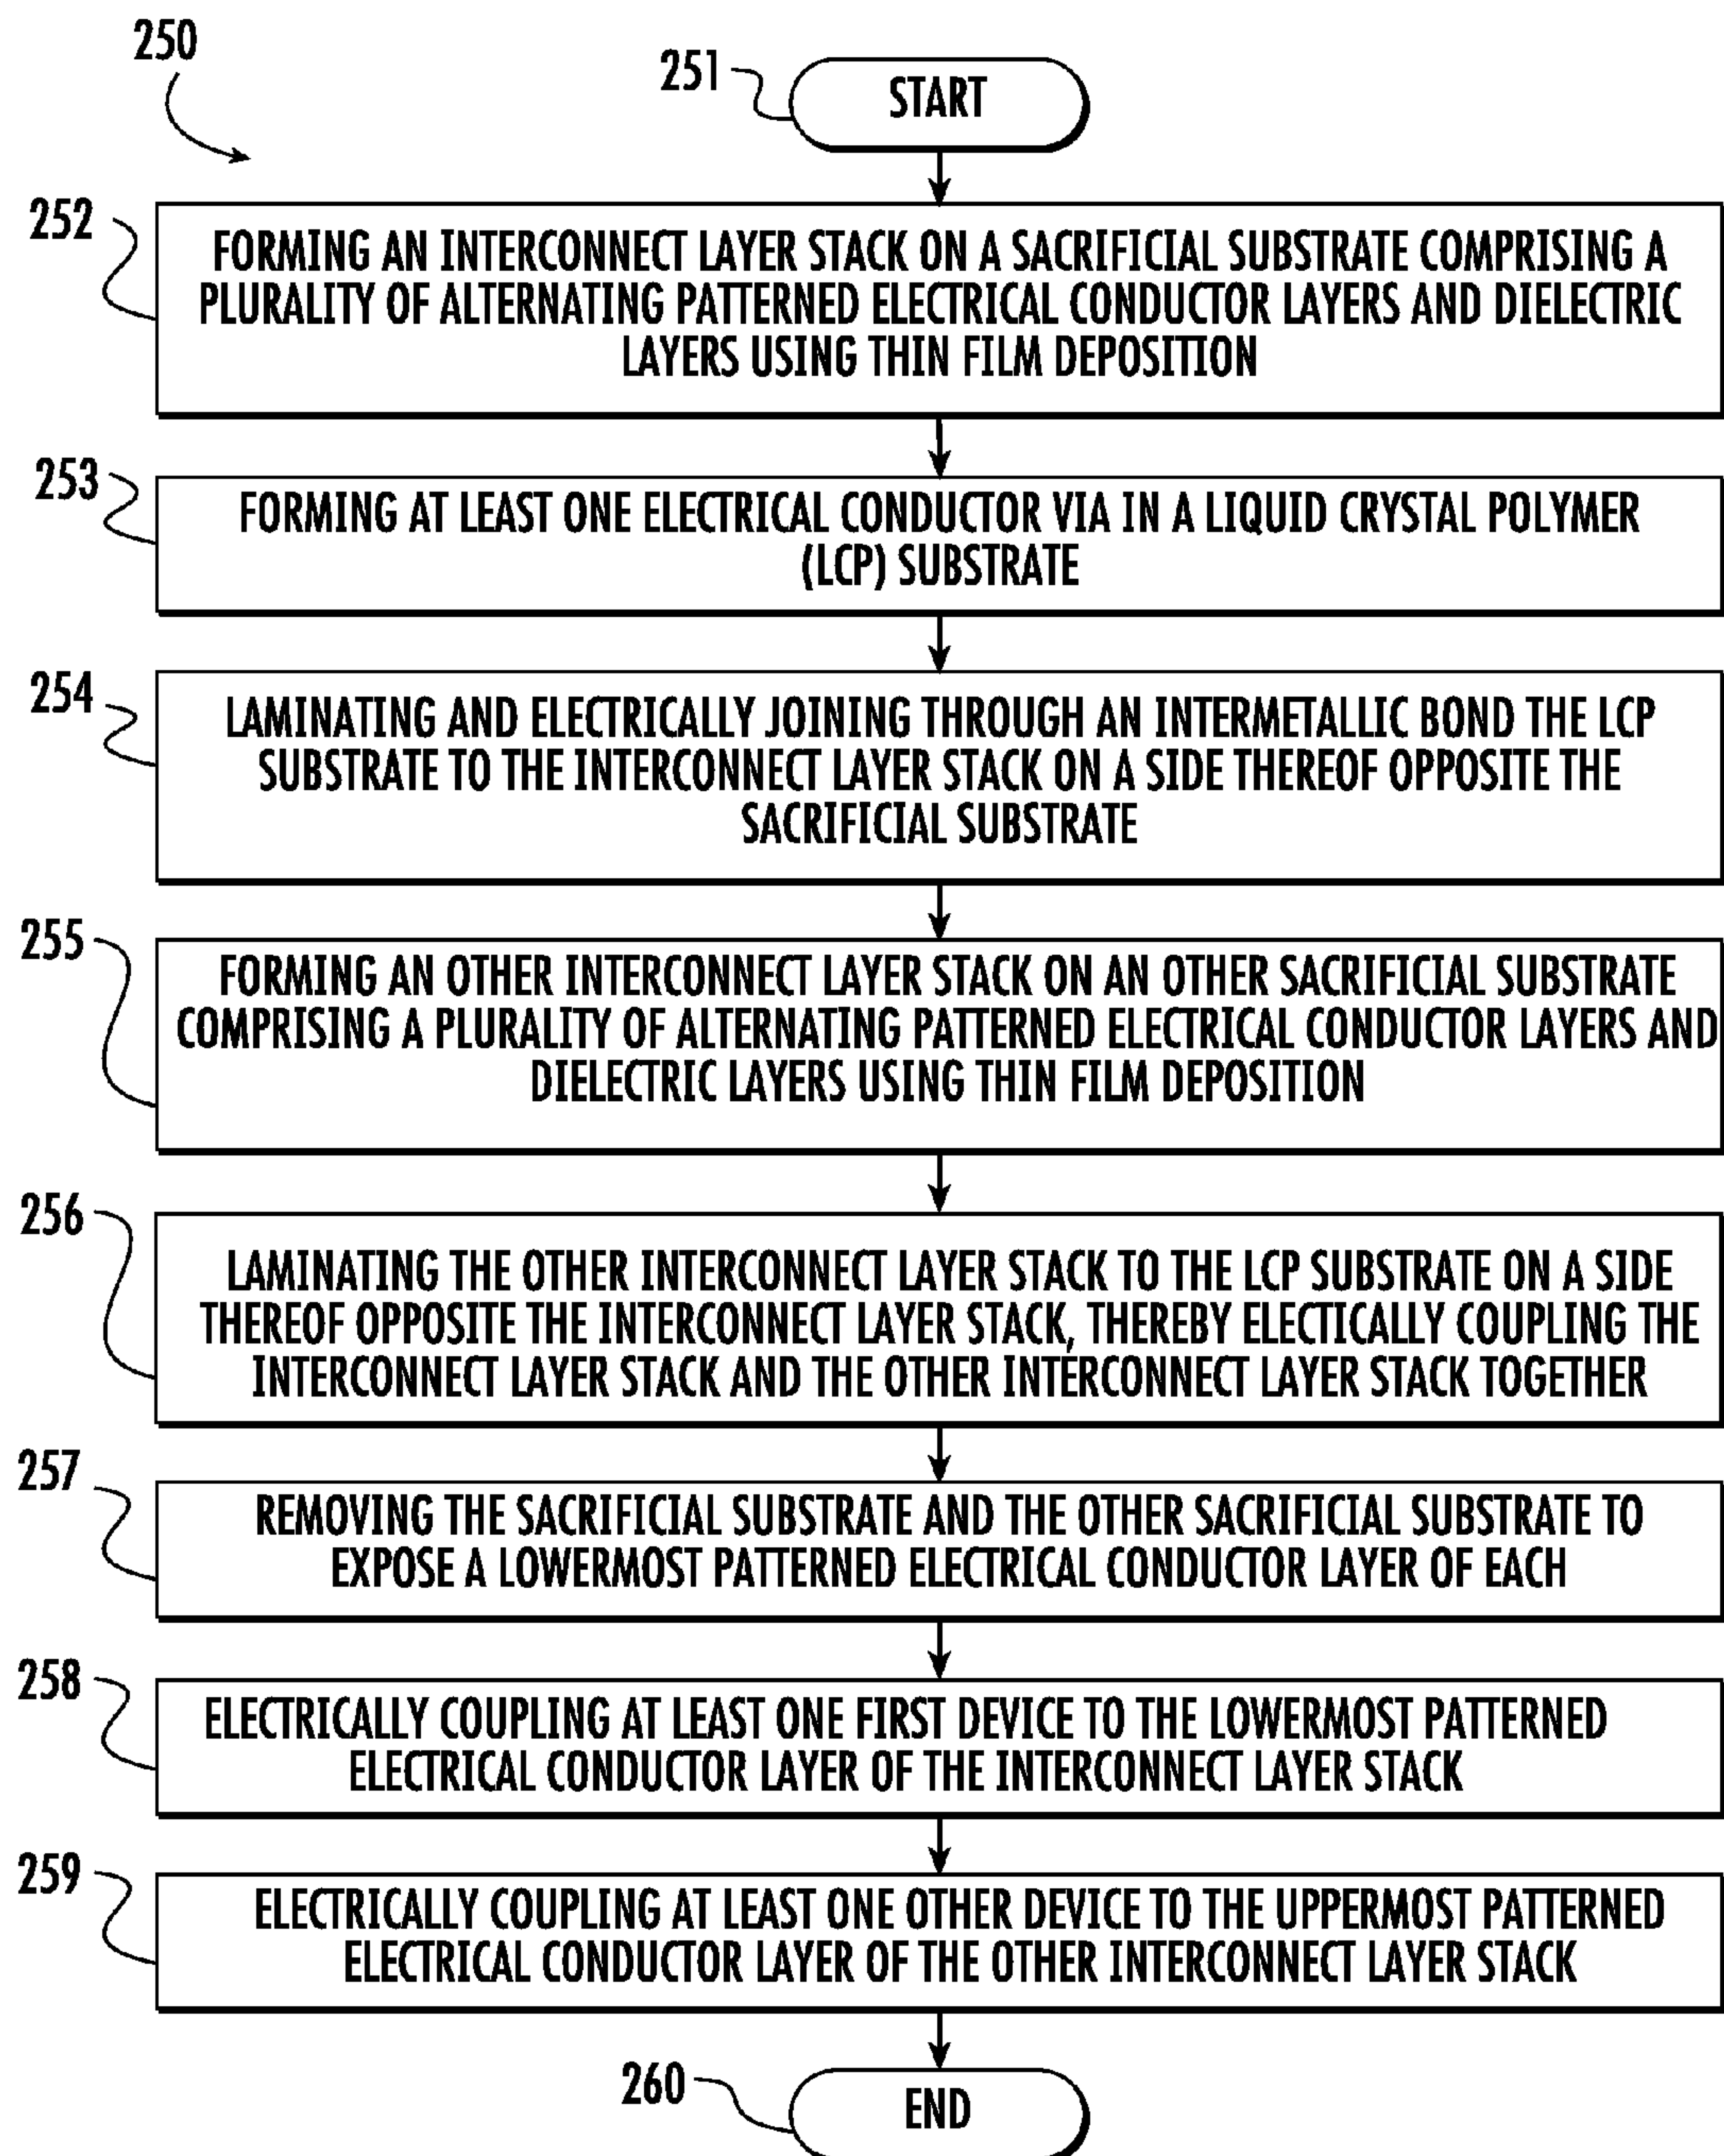 250
251
START
252
FORMING AN INTERCONNECT LAYER STACK ON A SACRIFICIAL SUBSTRATE COMPRISING A
PLURALITY OF ALTERNATING PATTERNED ELECTRICAL CONDUCTOR LAYERS AND DIELECTRIC
LAYERS USING THIN FILM DEPOSITION
253
FORMING AT LEAST ONE ELECTRICAL CONDUCTOR VIA IN A LIQUID CRYSTAL POLYMER
(LCP) SUBSTRATE
254
LAMINATING AND ELECTRICALLY JOINING THROUGH AN INTERMETALLIC BOND THE LCP
SUBSTRATE TO THE INTERCONNECT LAYER STACK ON A SIDE THEREOF OPPOSITE THE
SACRIFICIAL SUBSTRATE
255
FORMING AN OTHER INTERCONNECT LAYER STACK ON AN OTHER SACRIFICIAL SUBSTRATE
COMPRISING A PLURALITY OF ALTERNATING PATTERNED ELECTRICAL CONDUCTOR LAYERS AND
DIELECTRIC LAYERS USING THIN FILM DEPOSITION
256
LAMINATING THE OTHER INTERCONNECT LAYER STACK TO THE LCP SUBSTRATE ON A SIDE
THEREOF OPPOSITE THE INTERCONNECT LAYER STACK, THEREBY ELECTICALLY COUPLING THE
INTERCONNECT LAYER STACK AND THE OTHER INTERCONNECT LAYER STACK TOGETHER
257
REMOVING THE SACRIFICIAL SUBSTRATE AND THE OTHER SACRIFICIAL SUBSTRATE TO
EXPOSE A LOWERMOST PATTERNED ELECTRICAL CONDUCTOR LAYER OF EACH
258
ELECTRICALLY COUPLING AT LEAST ONE FIRST DEVICE TO THE LOWERMOST PATTERNED
ELECTRICAL CONDUCTOR LAYER OF THE INTERCONNECT LAYER STACK
259
ELECTRICALLY COUPLING AT LEAST ONE OTHER DEVICE TO THE UPPERMOST PATTERNED
ELECTRICAL CONDUCTOR LAYER OF THE OTHER INTERCONNECT LAYER STACK
260
END